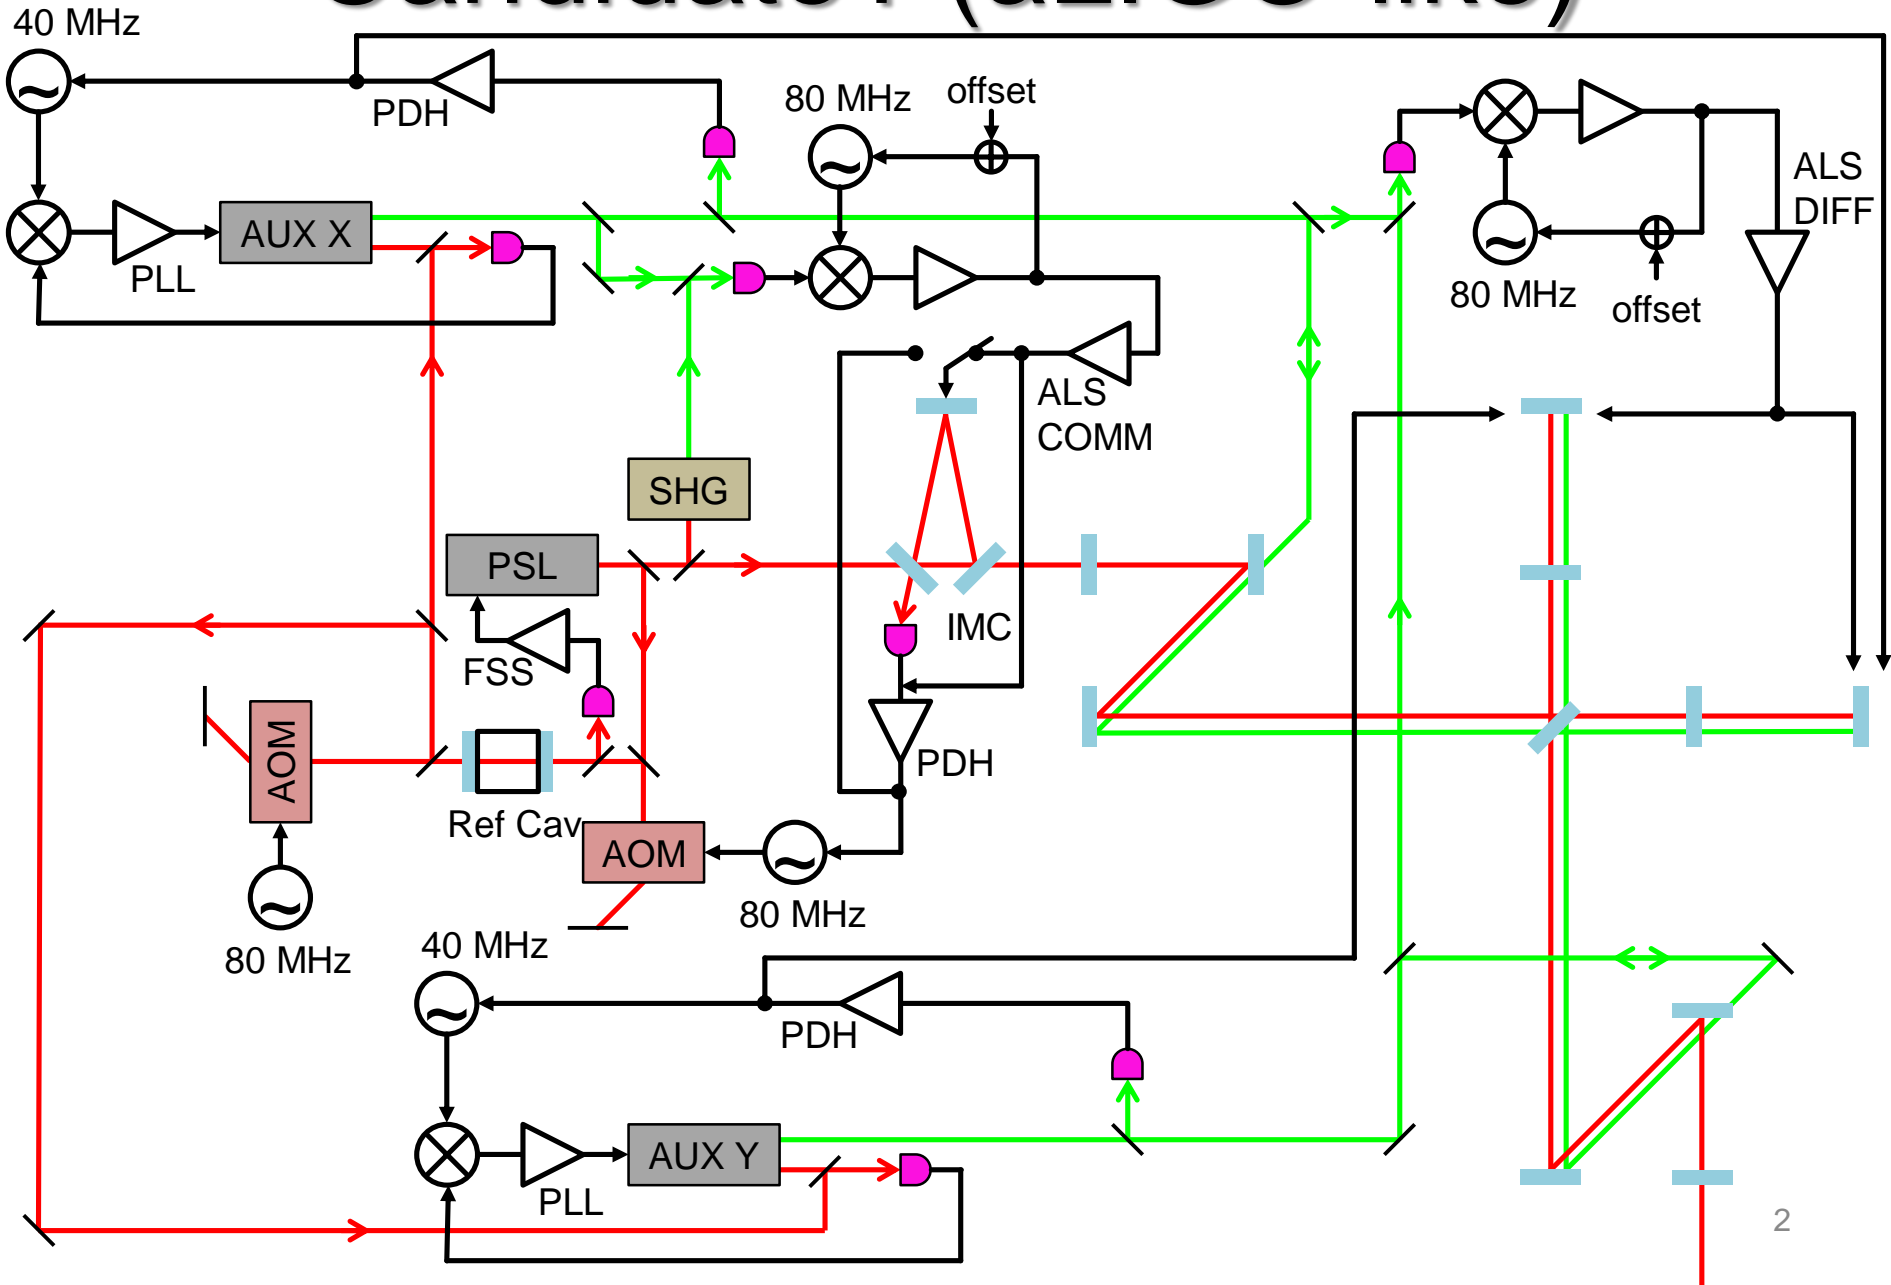 40 MHz
PDH
80 MHz
offset
ALS
DIFF
AUX X
PLL
80 MHz
offset
ALS
COMM
SHG
PSL
IMC
FSS
AOM
PDH
Ref Cav
AOM
80 MHz
80 MHz
40 MHz
PDH
AUX Y
PLL
2